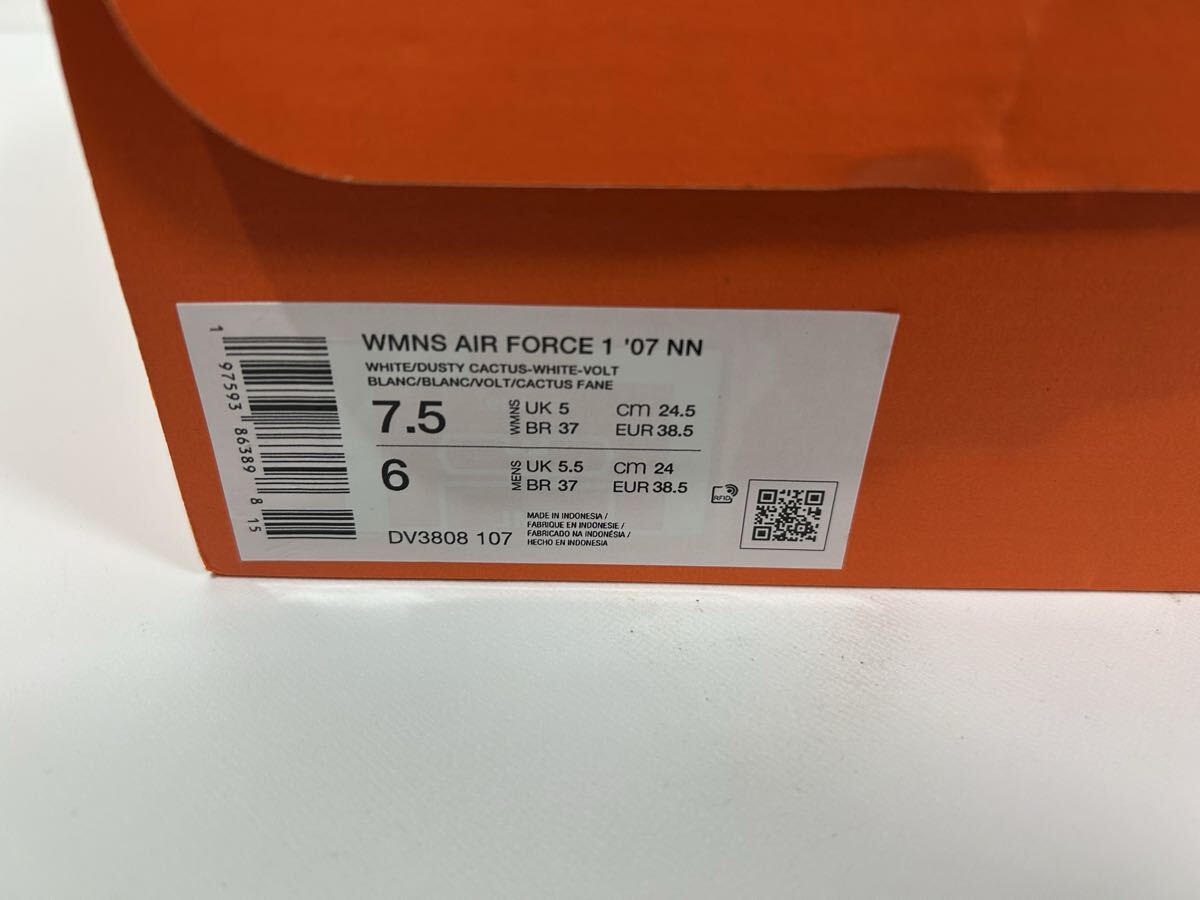 WMNS AIR FORCE 1 '07 NN
WHITE/DUSTY CACTUS-WHITE-VOLT
BLANC/BLANC/VOLT/CACTUS FANE
7.5 WMNS UK 5 cm 24.5
BR 37 EUR 38.5
6 MENS UK 5.5 cm 24
BR 37 EUR 38.5
DV3808 107
MADE IN INDONESIA /
FABRIQUE EN INDONESIE /
FABRICADO NA INDONÉSIA /
HECHO EN INDONESIA
RFID
1 97593 86389 8 15